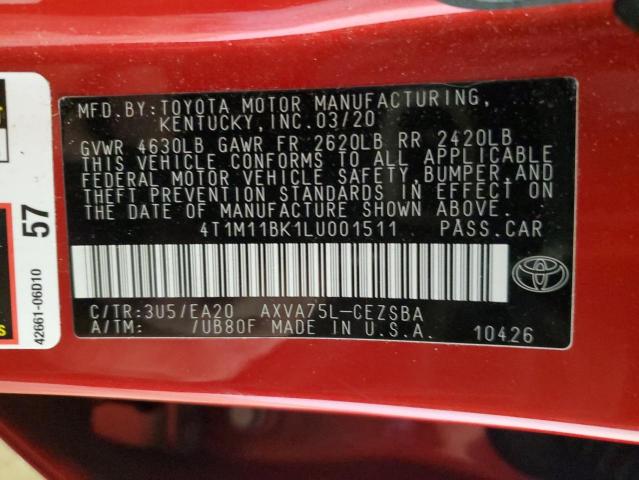 MFD.BY:TOYOTA MOTOR MANUFACTURING,
KENTUCKY,INC.03/20
GVWR 4630LB GAWR FR 2620LB RR 2420LB
THIS VEHICLE CONFORMS TO ALL APPLICABLE
FEDERAL MOTOR VEHICLE SAFETY,BUMPER,AND
THEFT PREVENTION STANDARDS IN EFFECT ON
THE DATE OF MANUFACTURE SHOWN ABOVE.
4T1M11BK1LU001511 PASS.CAR
C/TR:3U5/EA20 AXVA75L-CEZSBA
A/TM: /UB80F MADE IN U.S.A. 10426
57
42661-06D10